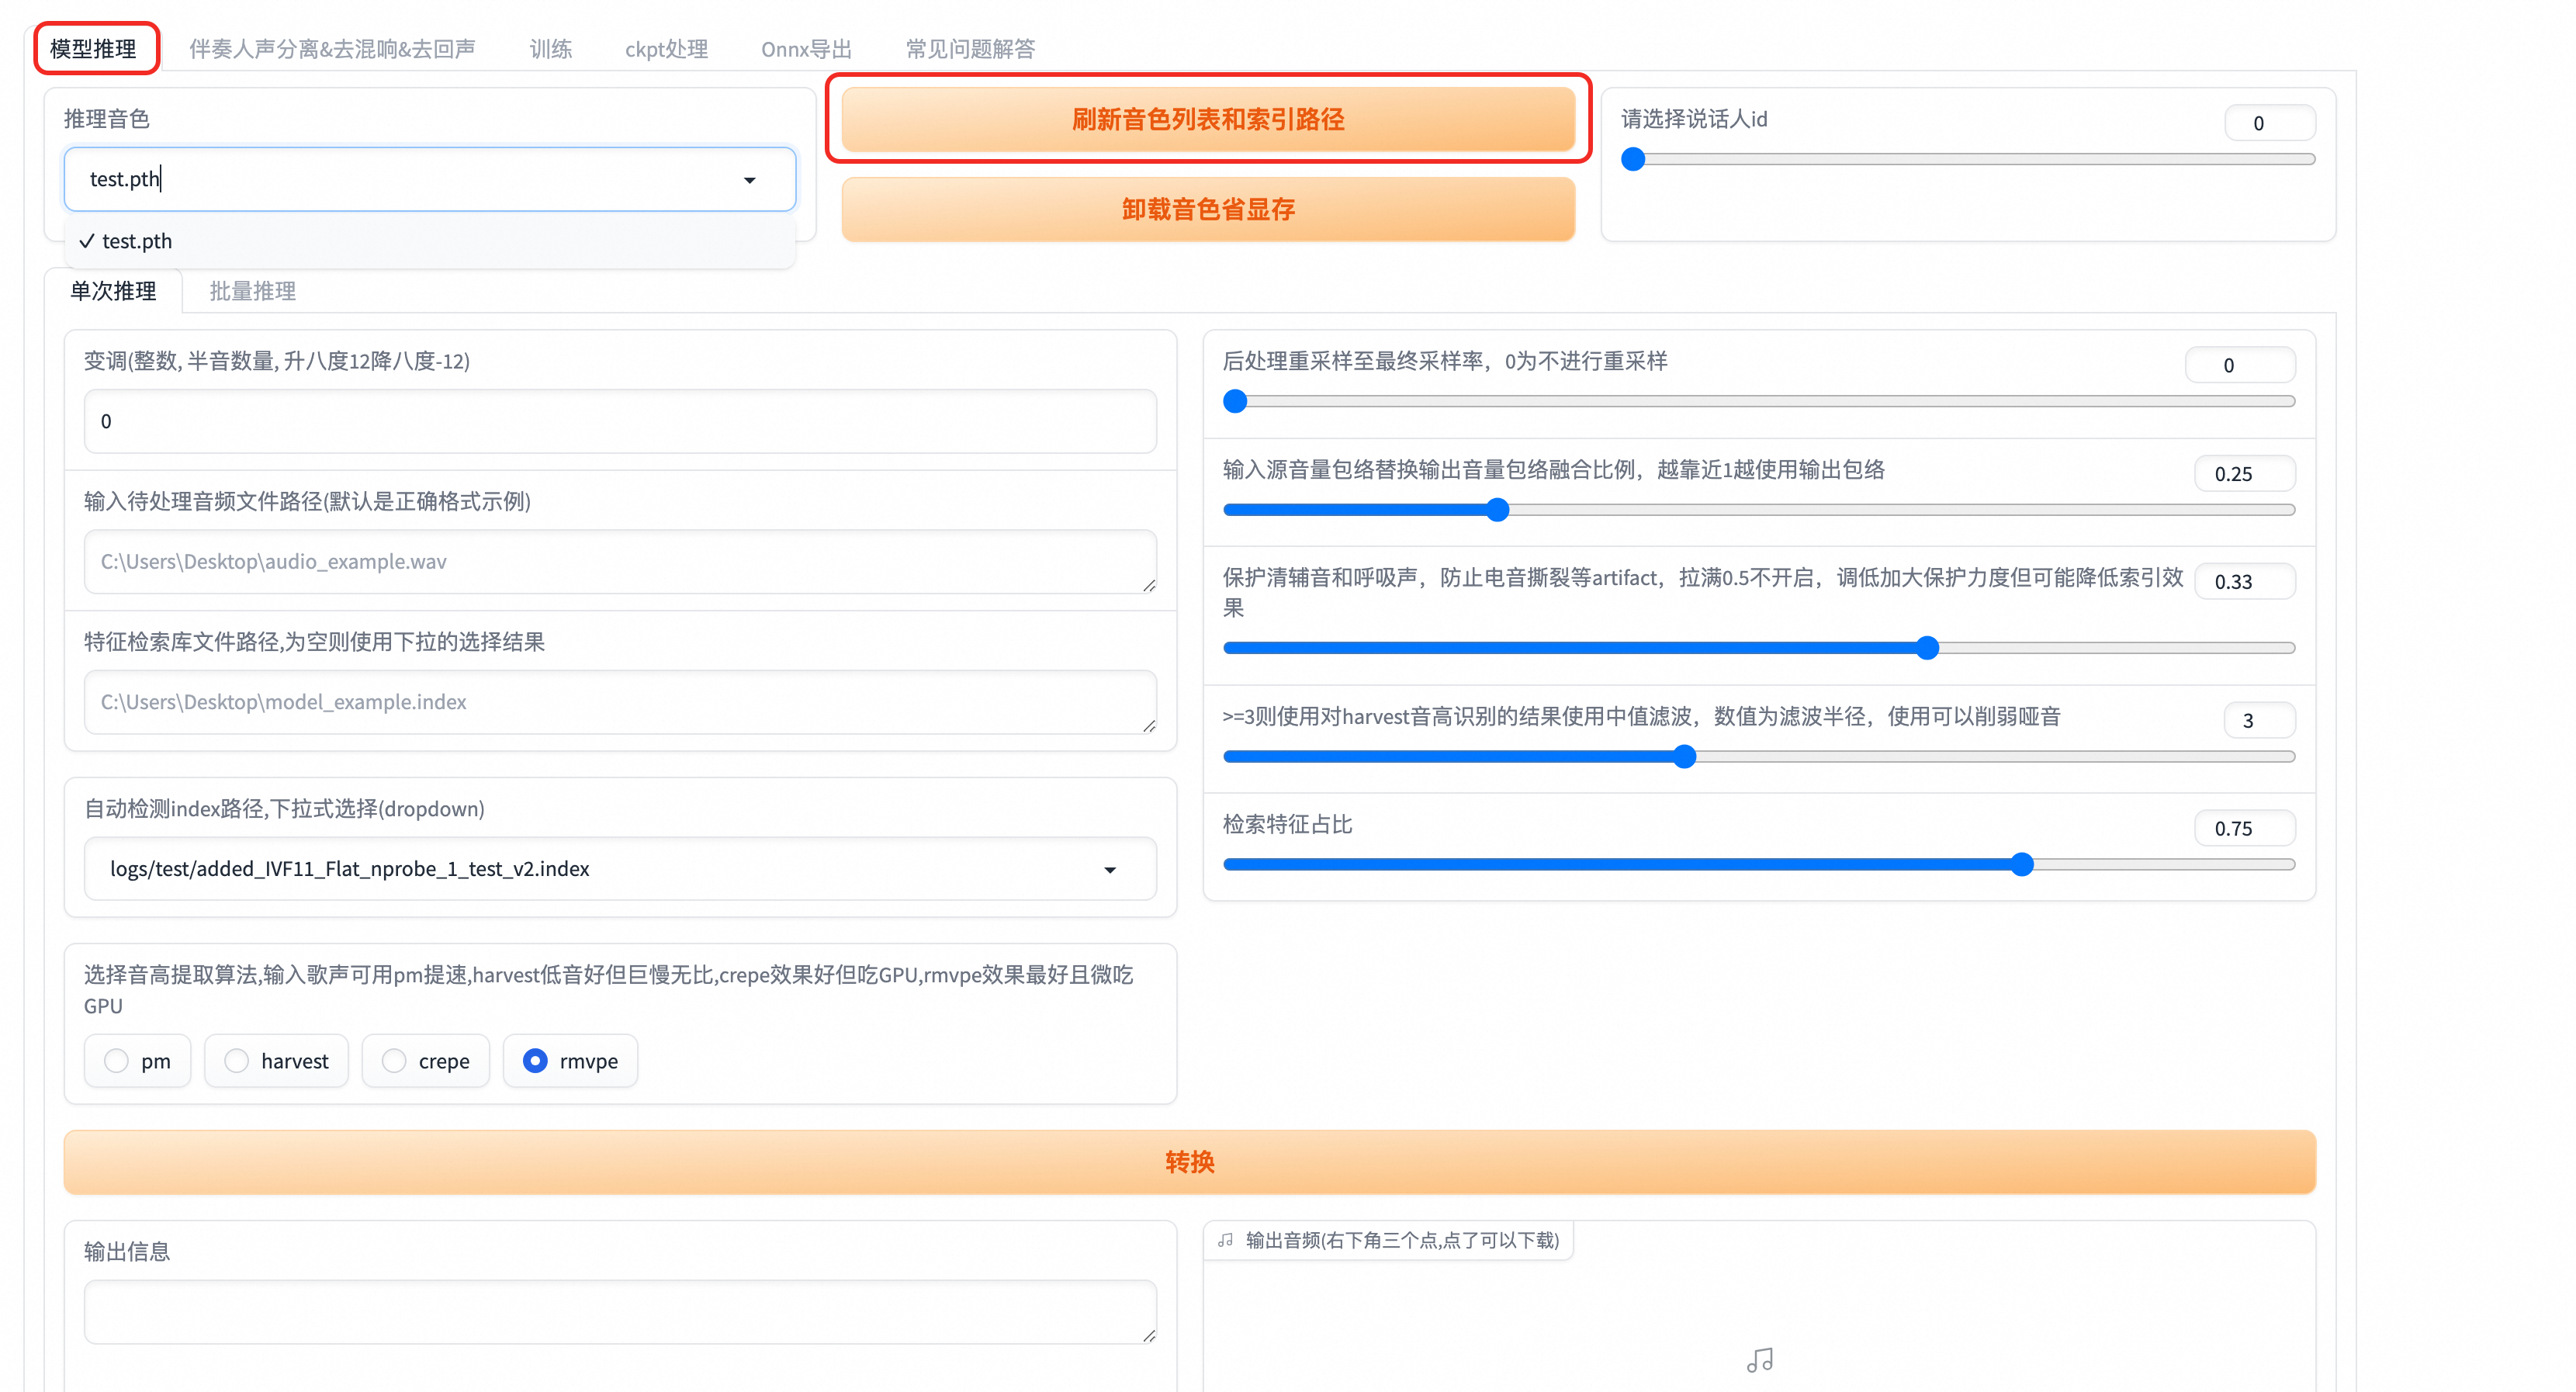 模型推理
伴奏人声分离&去混响&去回声
训练
ckpt处理
Onnx导出
常见问题解答
推理音色
test.pth
test.pth
刷新音色列表和索引路径
卸载音色省显存
请选择说话人id
0
单次推理
批量推理
变调(整数, 半音数量, 升八度12降八度-12)
0
输入待处理音频文件路径(默认是正确格式示例)
C:\Users\Desktop\audio_example.wav
特征检索库文件路径,为空则使用下拉的选择结果
C:\Users\Desktop\model_example.index
自动检测index路径,下拉式选择(dropdown)
logs/test/added_IVF11_Flat_nprobe_1_test_v2.index
选择音高提取算法,输入歌声可用pm提速,harvest低音好但巨慢无比,crepe效果好但吃GPU,rmvpe效果最好且微吃
GPU
pm
harvest
crepe
rmvpe
后处理重采样至最终采样率，0为不进行重采样
0
输入源音量包络替换输出音量包络融合比例，越靠近1越使用输出包络
0.25
保护清辅音和呼吸声，防止电音撕裂等artifact，拉满0.5不开启，调低加大保护力度但可能降低索引效
果
0.33
>=3则使用对harvest音高识别的结果使用中值滤波，数值为滤波半径，使用可以削弱哑音
3
检索特征占比
0.75
转换
输出信息
输出音频(右下角三个点,点了可以下载)